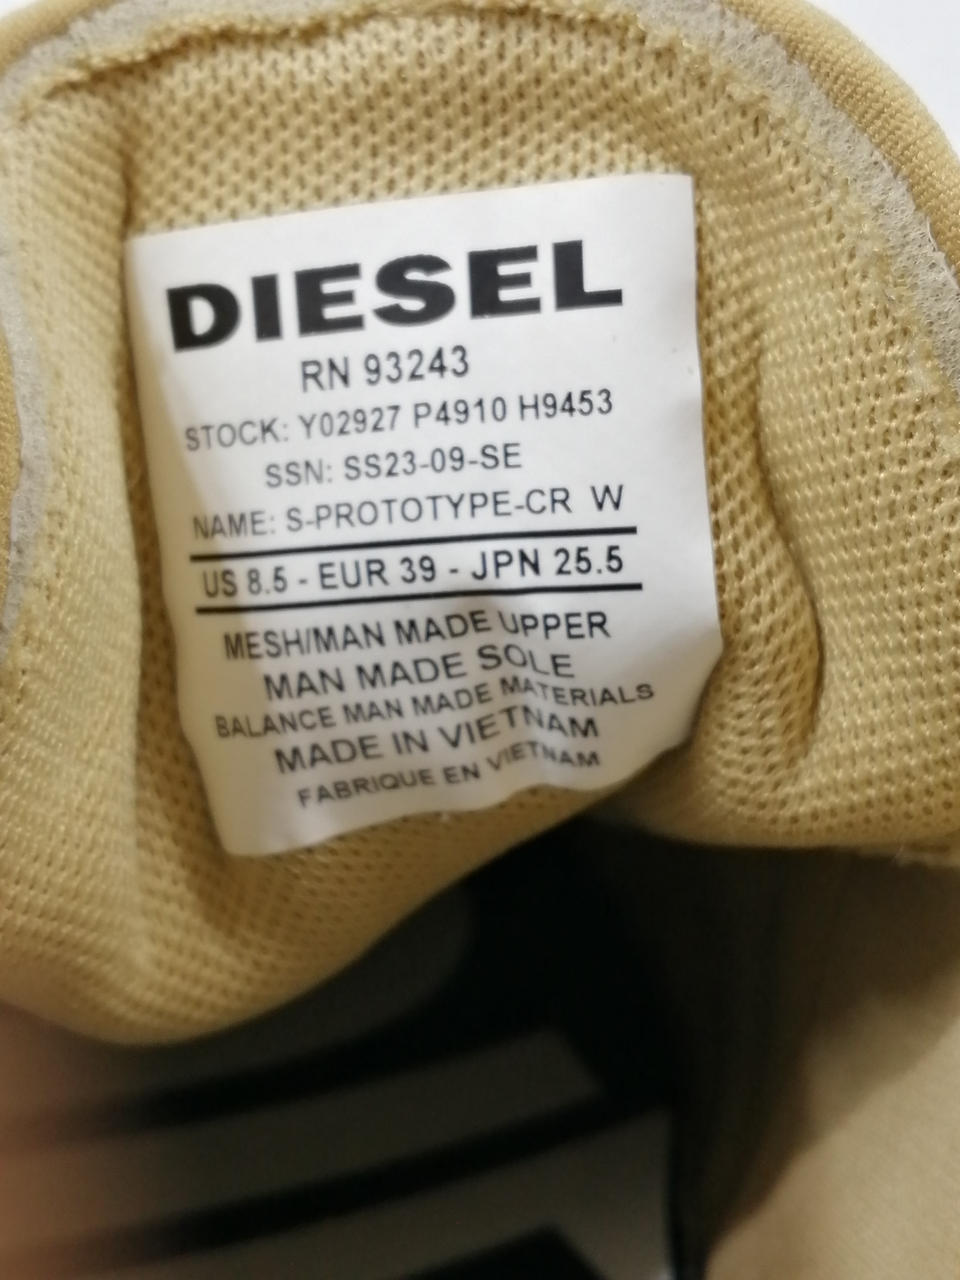 DIESEL
RN 93243
STOCK: Y02927 P4910 H9453
SSN: SS23-09-SE
NAME: S-PROTOTYPE-CR W
US 8.5 - EUR 39 - JPN 25.5
MESH/MAN MADE UPPER
MAN MADE SOLE
BALANCE MAN MADE MATERIALS
MADE IN VIETNAM
FABRIQUE EN VIETNAM